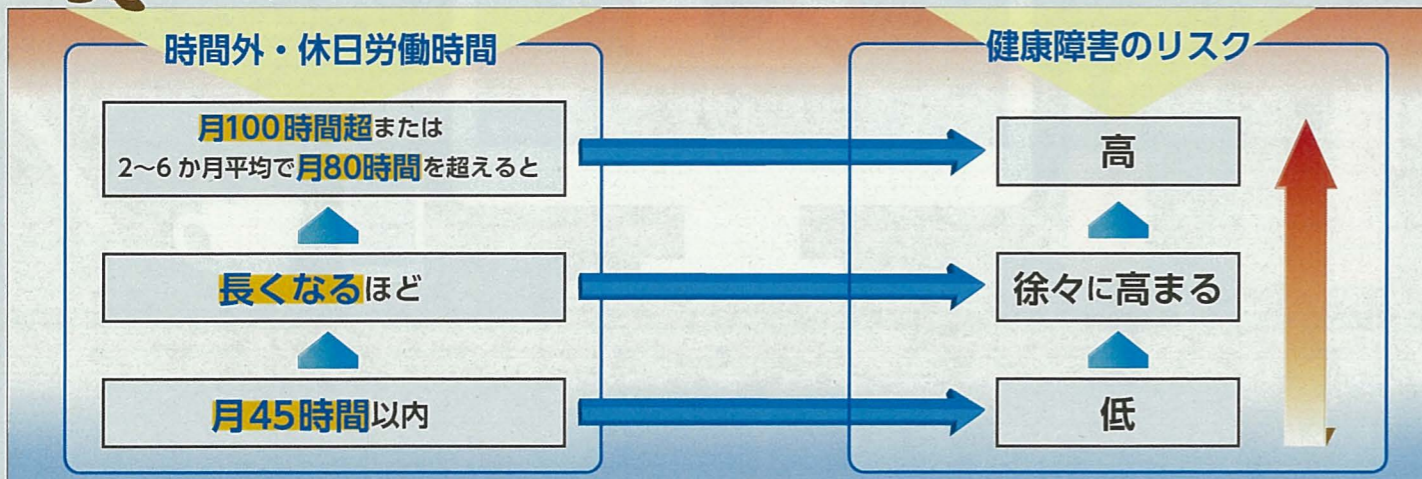 時間外・休日労働時間
月100時間超または
2〜6か月平均で月80時間を超えると
長くなるほど
月45時間以内
健康障害のリスク
高
徐々に高まる
低